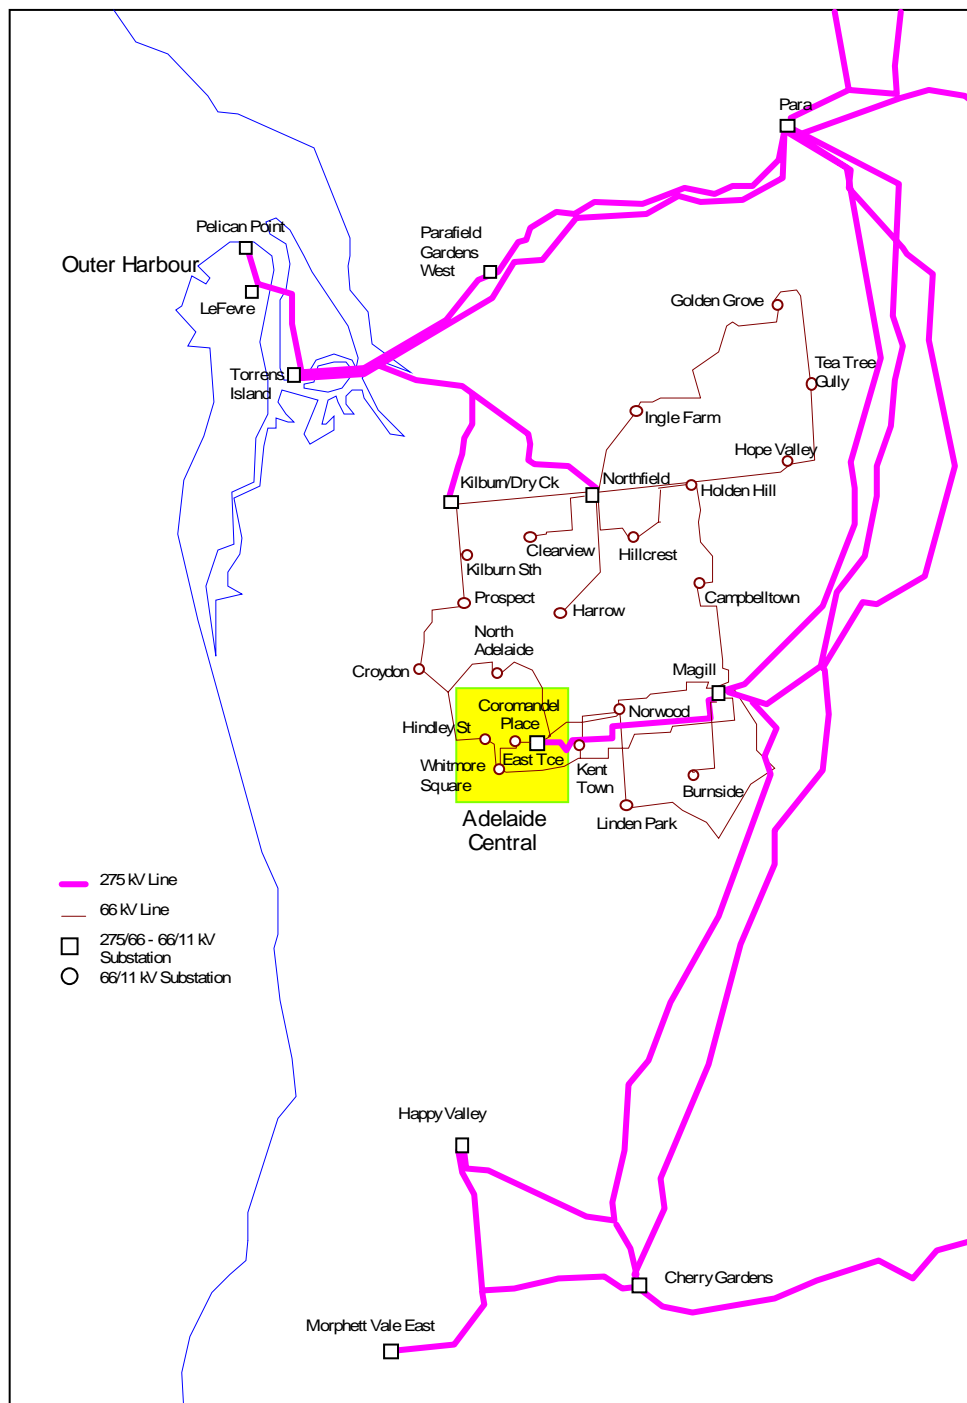 Para
Pelican Point
Outer Harbour
LeFevre
Parafield
Gardens
West
Golden Grove
Torrens
Island
Tea Tree
Gully
Ingle Farm
Hope Valley
Kilburn/Dry Ck
Northfield
Holden Hill
Clearview
Hillcrest
Kilburn Sth
Prospect
Harrow
Campbelltown
North
Adelaide
Croydon
Magill
Coromandel
Place
Norwood
Hindley St
East Tce
Whitmore
Square
Kent
Town
Burnside
Linden Park
Adelaide
Central
275 kV Line
66 kV Line
275/66 - 66/11 kV
Substation
66/11 kV Substation
Happy Valley
Cherry Gardens
Morphett Vale East